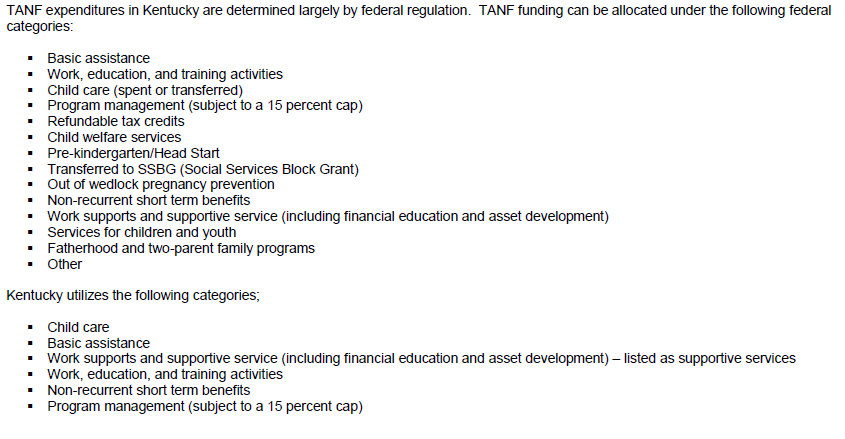 TANF expenditures in Kentucky are determined largely by federal regulation.  TANF funding can be allocated under the following federal
categories:
▪ Basic assistance
▪ Work, education, and training activities
▪ Child care (spent or transferred)
▪ Program management (subject to a 15 percent cap)
▪ Refundable tax credits
▪ Child welfare services
▪ Pre-kindergarten/Head Start
▪ Transferred to SSBG (Social Services Block Grant)
▪ Out of wedlock pregnancy prevention
▪ Non-recurrent short term benefits
▪ Work supports and supportive service (including financial education and asset development)
▪ Services for children and youth
▪ Fatherhood and two-parent family programs
▪ Other
Kentucky utilizes the following categories;
▪ Child care
▪ Basic assistance
▪ Work supports and supportive service (including financial education and asset development) – listed as supportive services
▪ Work, education, and training activities
▪ Non-recurrent short term benefits
▪ Program management (subject to a 15 percent cap)